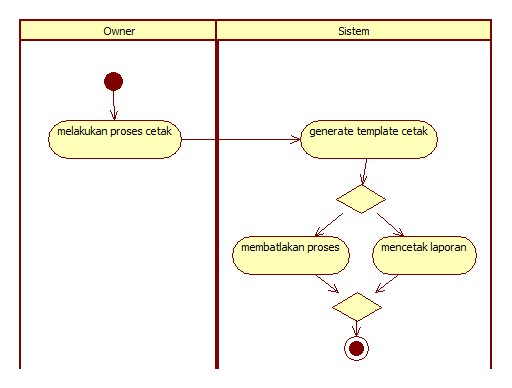 Owner
Sistem
melakukan proses cetak
generate template cetak
membatlakan proses
mencetak laporan